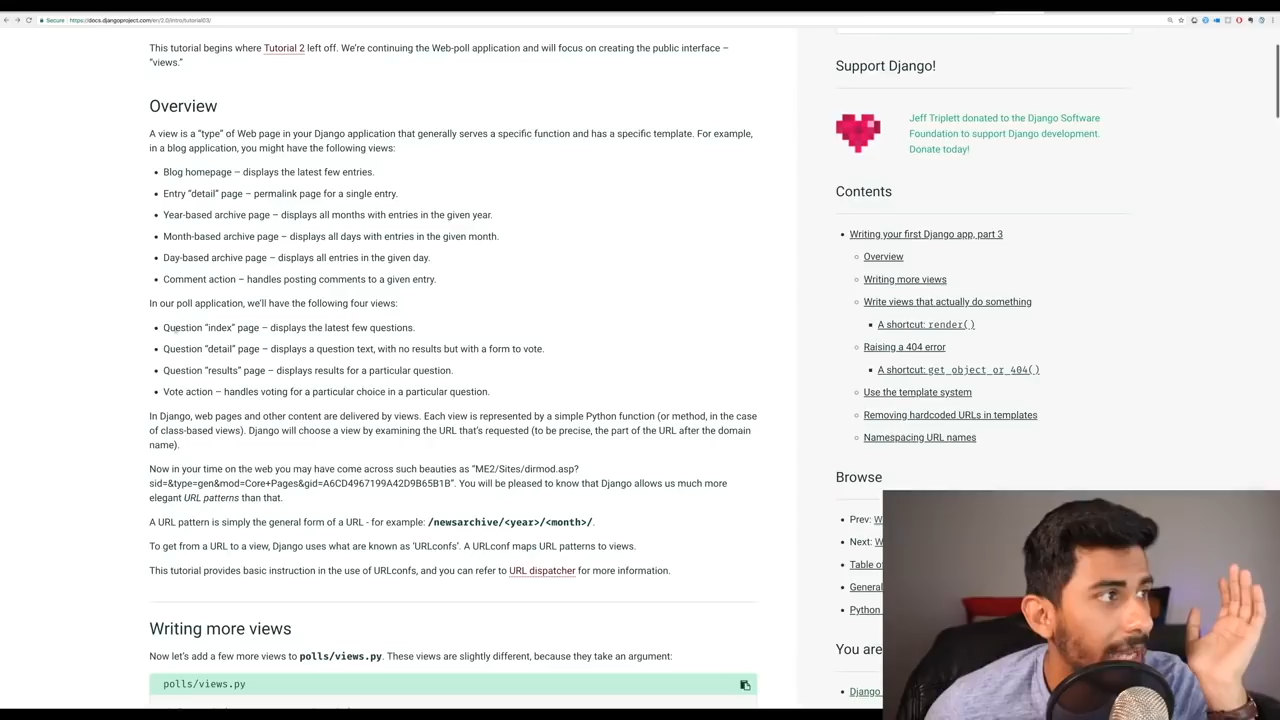 Secure
https://docs.djangoproject.com/en/2.0/intro/tutorial03/
This tutorial begins where Tutorial 2 left off. We're continuing the Web-poll application and will focus on creating the public interface –
“views.”
Overview
A view is a “type” of Web page in your Django application that generally serves a specific function and has a specific template. For example,
in a blog application, you might have the following views:
• Blog homepage – displays the latest few entries.
• Entry “detail” page – permalink page for a single entry.
• Year-based archive page – displays all months with entries in the given year.
• Month-based archive page – displays all days with entries in the given month.
• Day-based archive page – displays all entries in the given day.
• Comment action – handles posting comments to a given entry.
In our poll application, we'll have the following four views:
• Question “index” page – displays the latest few questions.
• Question “detail” page – displays a question text, with no results but with a form to vote.
• Question “results” page – displays results for a particular question.
• Vote action – handles voting for a particular choice in a particular question.
In Django, web pages and other content are delivered by views. Each view is represented by a simple Python function (or method, in the case
of class-based views). Django will choose a view by examining the URL that's requested (to be precise, the part of the URL after the domain
name).
Now in your time on the web you may have come across such beauties as “ME2/Sites/dirmod.asp?
sid=&type=gen&mod=Core+Pages&gid=A6CD4967199A42D9B65B1B”. You will be pleased to know that Django allows us much more
elegant URL patterns than that.
A URL pattern is simply the general form of a URL - for example: /newsarchive/<year>/<month>/.
To get from a URL to a view, Django uses what are known as ‘URLconfs’. A URLconf maps URL patterns to views.
This tutorial provides basic instruction in the use of URLconfs, and you can refer to URL dispatcher for more information.
Writing more views
Now let's add a few more views to polls/views.py. These views are slightly different, because they take an argument:
polls/views.py
Support Django!
Jeff Triplett donated to the Django Software
Foundation to support Django development.
Donate today!
Contents
• Writing your first Django app, part 3
◦ Overview
◦ Writing more views
◦ Write views that actually do something
▪ A shortcut: render()
◦ Raising a 404 error
▪ A shortcut: get_object_or_404()
◦ Use the template system
◦ Removing hardcoded URLs in templates
◦ Namespacing URL names
Browse
• Prev: W
• Next: W
• Table of
• General
• Python
You are
• Django